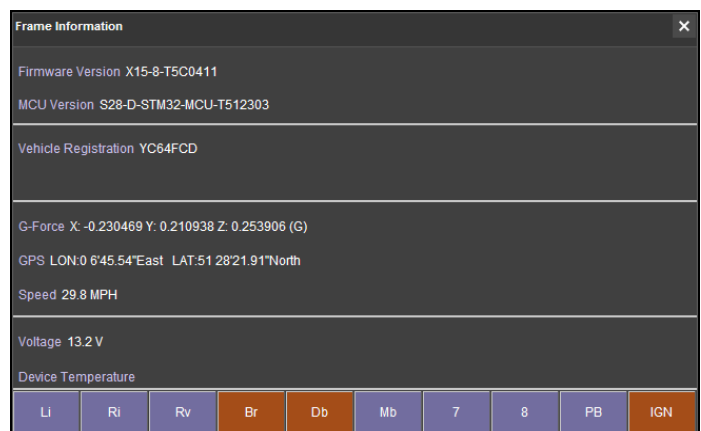 Frame Information
Firmware Version X15-8-T5C0411
MCU Version S28-D-STM32-MCU-T512303
Vehicle Registration YC64FCD
G-Force X: -0.230469 Y: 0.210938 Z: 0.253906 (G)
GPS LON:0 6'45.54"East LAT:51 28'21.91"North
Speed 29.8 MPH
Voltage 13.2 V
Device Temperature
Li Ri Rv Br Db Mb 7 8 PB IGN